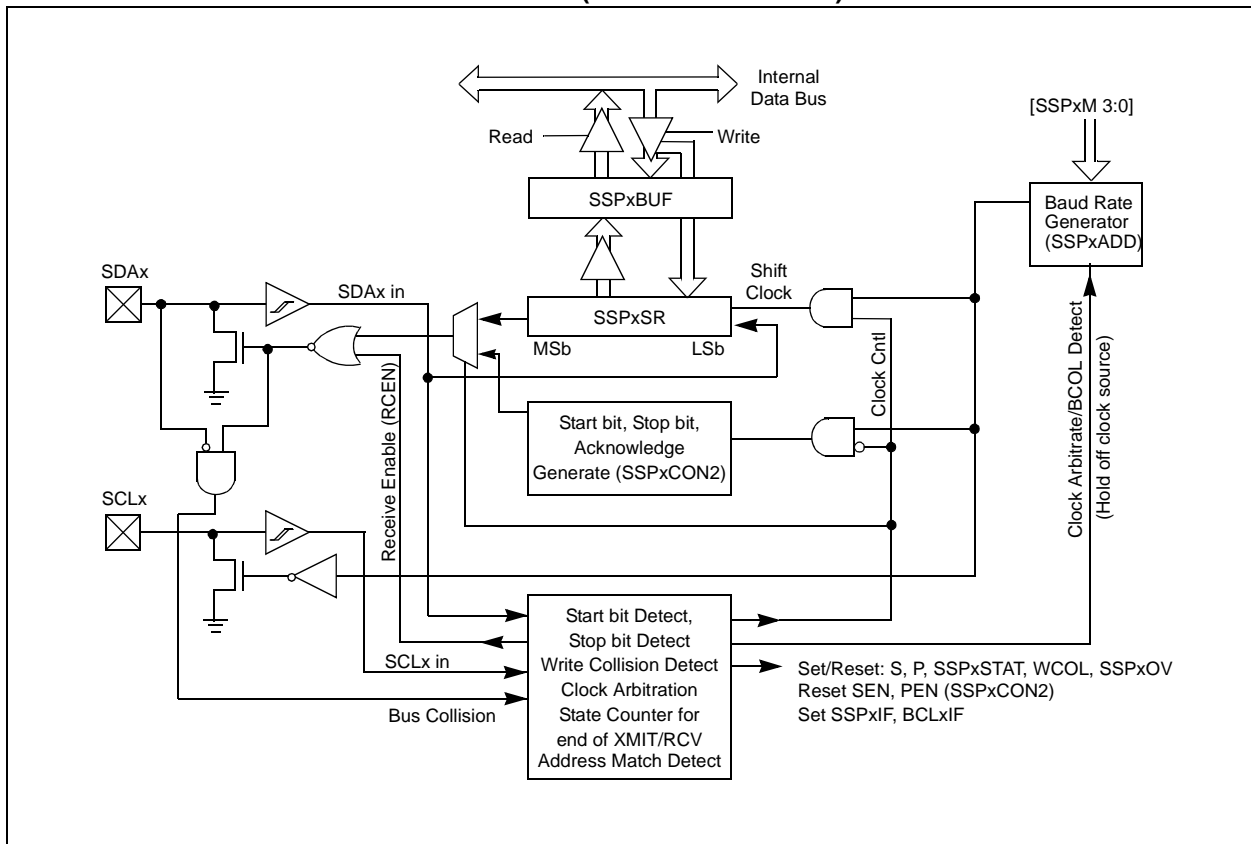 Internal
Data Bus
[SSPxM 3:0]
Read
Write
SSPxBUF
Baud Rate
Generator
(SSPxADD)
SDAx
SDAx in
Shift
Clock
SSPxSR
MSb
LSb
Receive Enable (RCEN)
Clock Cntl
Clock Arbitrate/BCOL Detect
(Hold off clock source)
Start bit, Stop bit,
Acknowledge
Generate (SSPxCON2)
SCLx
Start bit Detect,
Stop bit Detect
Write Collision Detect
Clock Arbitration
State Counter for
end of XMIT/RCV
Address Match Detect
SCLx in
Bus Collision
Set/Reset: S, P, SSPxSTAT, WCOL, SSPxOV
Reset SEN, PEN (SSPxCON2)
Set SSPxIF, BCLxIF